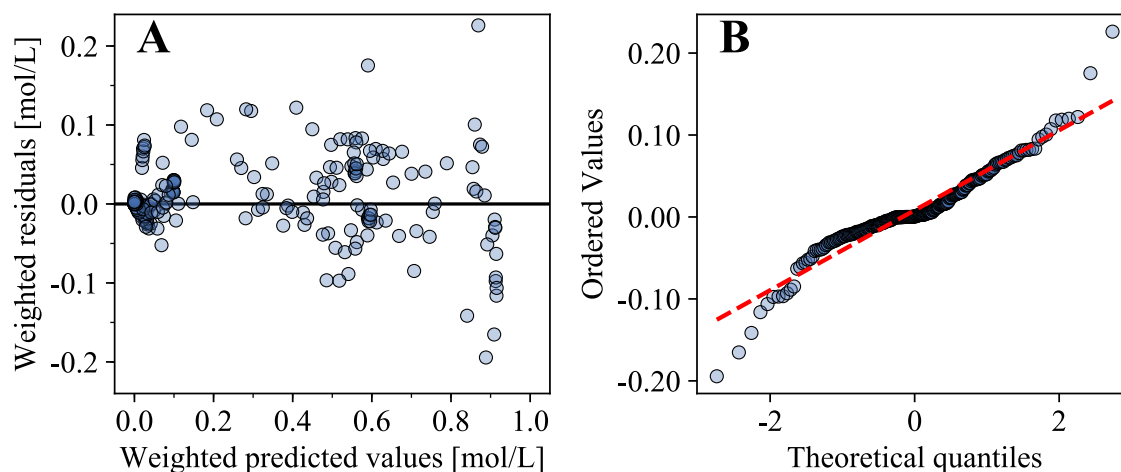 A
Weighted residuals [mol/L]
0.2
0.1
0.0
-0.1
-0.2
0.0 0.2 0.4 0.6 0.8 1.0
Weighted predicted values [mol/L]
B
Ordered Values
0.20
0.10
0.00
-0.10
-0.20
-2 0 2
Theoretical quantiles